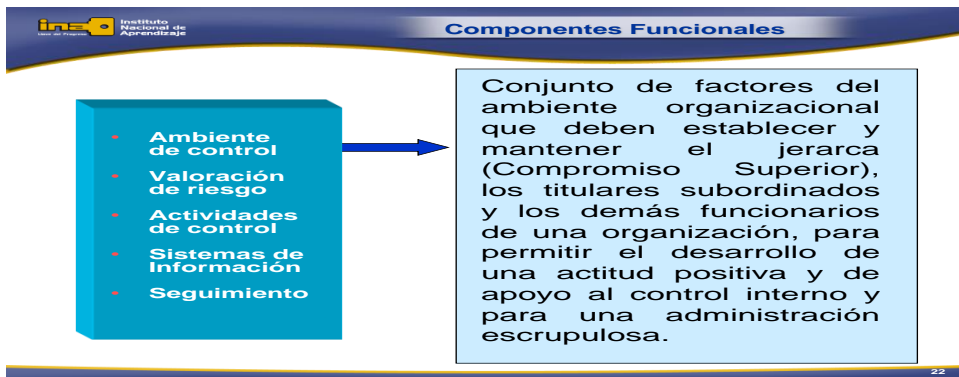 Instituto
Nacional de
Aprendizaje
Componentes Funcionales
• Ambiente
de control
• Valoración
de riesgo
• Actividades
de control
• Sistemas de
Información
• Seguimiento
Conjunto de factores del
ambiente organizacional
que deben establecer y
mantener el jerarca
(Compromiso Superior),
los titulares subordinados
y los demás funcionarios
de una organización, para
permitir el desarrollo de
una actitud positiva y de
apoyo al control interno y
para una administración
escrupulosa.
22